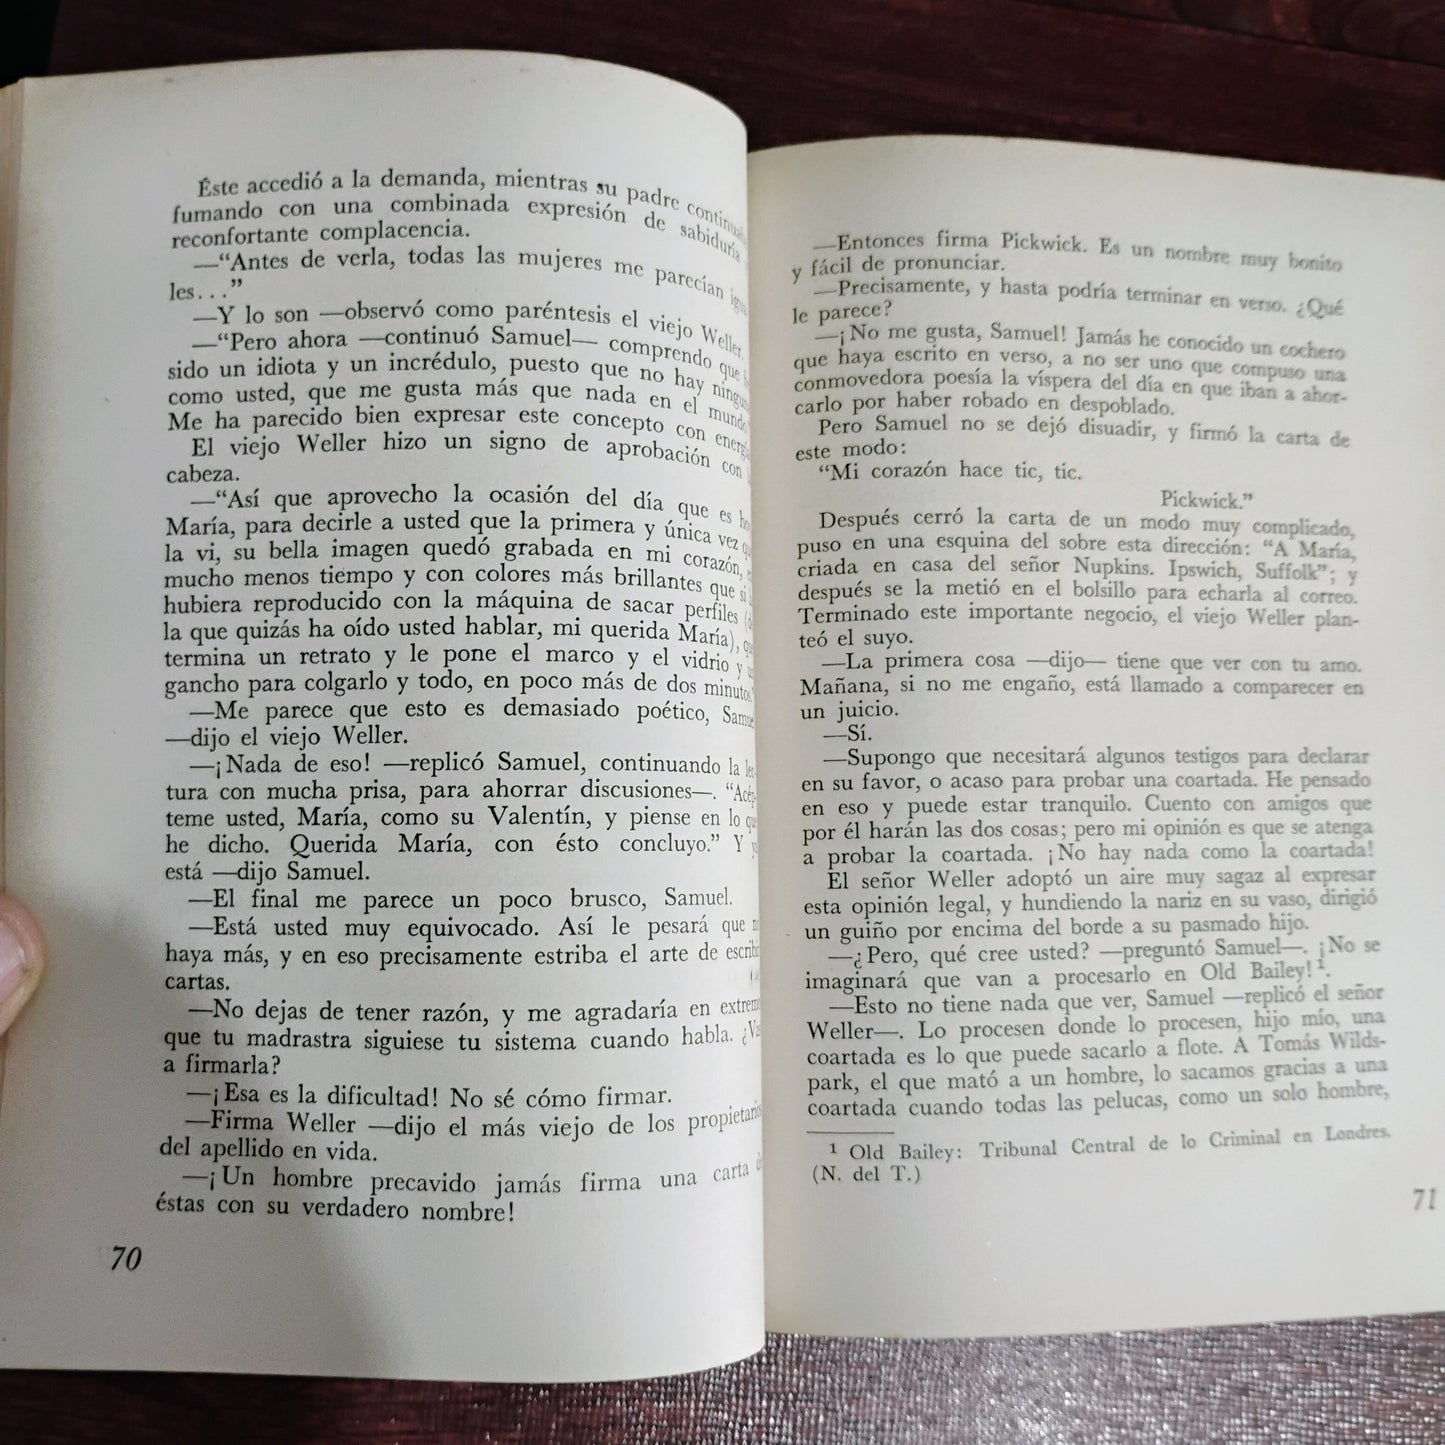 Éste accedió a la demanda, mientras su padre
fumando con una combinada expresión de sabiduría
reconfortante complacencia.
—“Antes de verla, todas las mujeres me parecían
les...”
—Y lo son —observó como paréntesis el viejo Weller.
—“Pero ahora —continuó Samuel— comprendo que
sido un idiota y un incrédulo, puesto que no hay
como usted, que me gusta más que nada en el mundo.
Me ha parecido bien expresar este concepto con
El viejo Weller hizo un signo de aprobación con
cabeza.
—“Así que aprovecho la ocasión del día que es
María, para decirle a usted que la primera y única vez
la vi, su bella imagen quedó grabada en mi corazón,
mucho menos tiempo y con colores más brillantes que si
hubiera reproducido con la máquina de sacar perfiles
la que quizás ha oído usted hablar, mi querida María),
termina un retrato y le pone el marco y el vidrio y
gancho para colgarlo y todo, en poco más de dos minutos.
—Me parece que esto es demasiado poético,
—dijo el viejo Weller.
—¡Nada de eso! —replicó Samuel, continuando la lec-
tura con mucha prisa, para ahorrar discusiones—. “Acép-
teme usted, María, como su Valentín, y piense en lo que
he dicho. Querida María, con ésto concluyo.” Y
está —dijo Samuel.
—El final me parece un poco brusco, Samuel.
—Está usted muy equivocado. Así le pesará que
haya más, y en eso precisamente estriba el arte de escribir
cartas.
—No dejas de tener razón, y me agradaría en extremo
que tu madrastra siguiese tu sistema cuando habla. ¿Vas
a firmarla?
—¡Esa es la dificultad! No sé cómo firmar.
—Firma Weller —dijo el más viejo de los propietarios
del apellido en vida.
—¡Un hombre precavido jamás firma una carta de
éstas con su verdadero nombre!
70
—Entonces firma Pickwick. Es un nombre muy bonito
y fácil de pronunciar.
—Precisamente, y hasta podría terminar en verso. ¿Qué
le parece?
—¡No me gusta, Samuel! Jamás he conocido un cochero
que haya escrito en verso, a no ser uno que compuso una
conmovedora poesía la víspera del día en que iban a ahor-
carlo por haber robado en despoblado.
Pero Samuel no se dejó disuadir, y firmó la carta de
este modo:
“Mi corazón hace tic, tic.
Pickwick.”
Después cerró la carta de un modo muy complicado,
puso en una esquina del sobre esta dirección: “A María,
criada en casa del señor Nupkins. Ipswich, Suffolk”; y
después se la metió en el bolsillo para echarla al correo.
Terminado este importante negocio, el viejo Weller plan-
teó el suyo.
—La primera cosa —dijo— tiene que ver con tu amo.
Mañana, si no me engaño, está llamado a comparecer en
un juicio.
—Sí.
—Supongo que necesitará algunos testigos para declarar
en su favor, o acaso para probar una coartada. He pensado
en eso y puede estar tranquilo. Cuento con amigos que
por él harán las dos cosas; pero mi opinión es que se atenga
a probar la coartada. ¡No hay nada como la coartada!
El señor Weller adoptó un aire muy sagaz al expresar
esta opinión legal, y hundiendo la nariz en su vaso, dirigió
un guiño por encima del borde a su pasmado hijo.
—¿Pero, qué cree usted? —preguntó Samuel—. ¡No se
imaginará que van a procesarlo en Old Bailey!¹.
—Esto no tiene nada que ver, Samuel —replicó el señor
Weller—. Lo procesen donde lo procesen, hijo mío, una
coartada es lo que puede sacarlo a flote. A Tomás Wilds-
park, el que mató a un hombre, lo sacamos gracias a una
coartada cuando todas las pelucas, como un solo hombre,
¹ Old Bailey: Tribunal Central de lo Criminal en Londres.
(N. del T.)
71